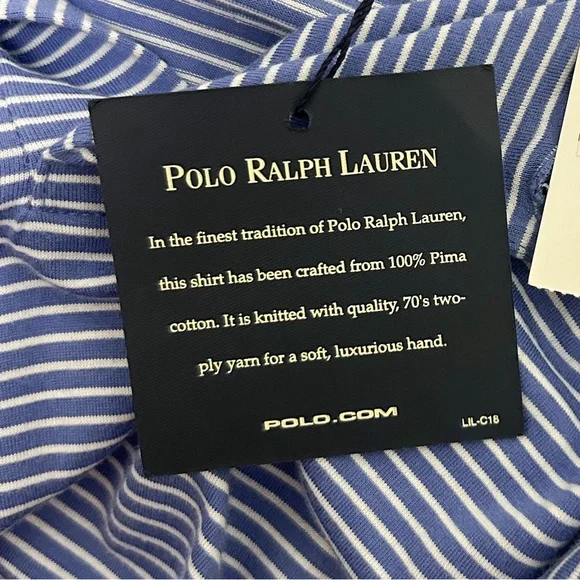 POLO RALPH LAUREN
In the finest tradition of Polo Ralph Lauren,
this shirt has been crafted from 100% Pima
cotton. It is knitted with quality, 70's two-
ply yarn for a soft, luxurious hand.
POLO.COM
LIL-C18